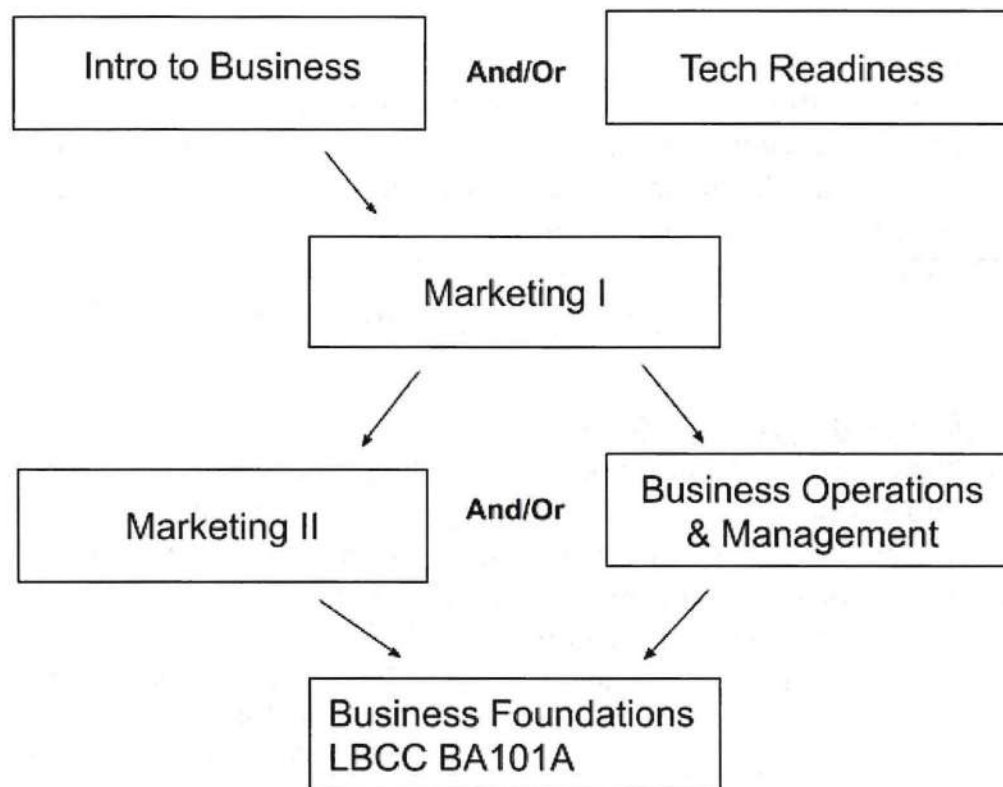 Intro to Business
And/Or
Tech Readiness
Marketing I
Marketing II
And/Or
Business Operations
& Management
Business Foundations
LBCC BA101A